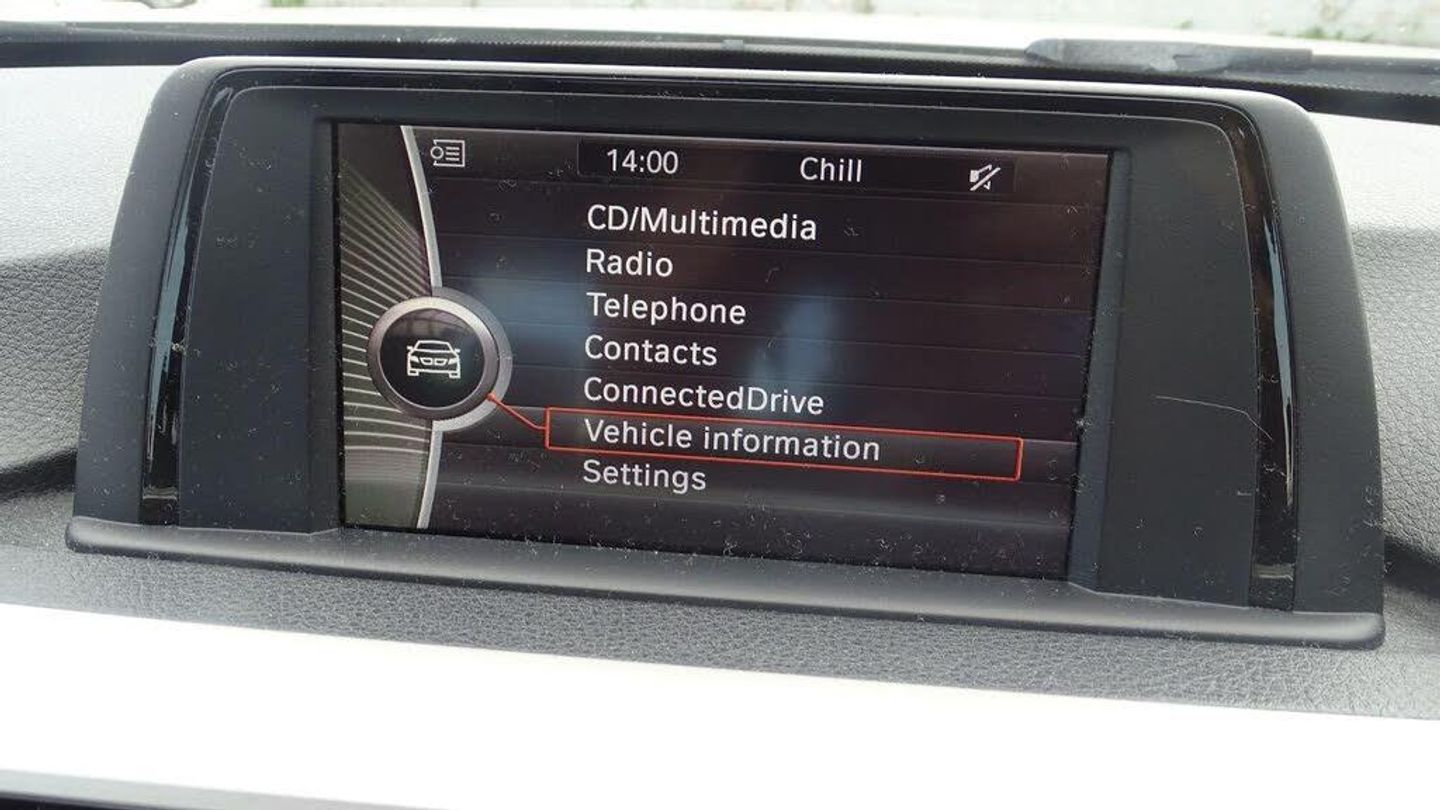 14:00 Chill
CD/Multimedia
Radio
Telephone
Contacts
ConnectedDrive
Vehicle information
Settings